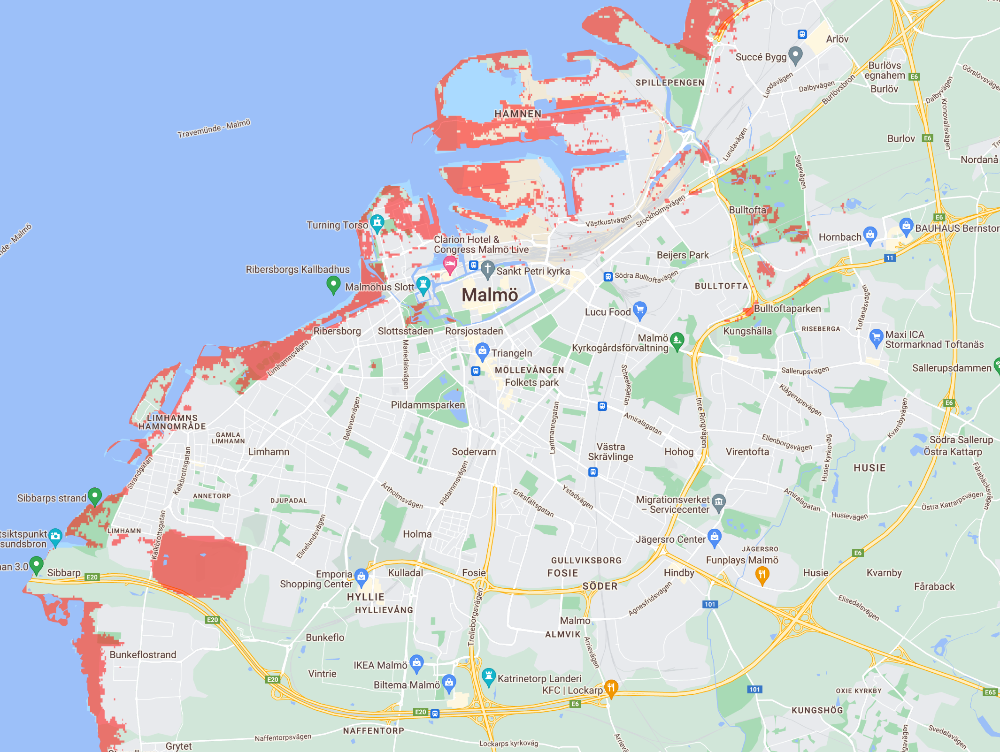 Arlöv
Succé Bygg
Burlövs
egnahem
E6
Görslövsvägen
Lundavägen
Dalbyvägen
Burlöv
SPILLEPENGEN
Burlövsbron
Dalbyvägen
Kronovallsvägen
HAMNEN
Travemünde - Malmö
Burlov
E6
Lundavägen
Nordanå
Segevägen
Bulltofta
Stockholmsvägen
Västkustvägen
E6
Turning Torso
Hornbach
BAUHAUS Bernstor
Clarion Hotel &
Congress Malmö Live
Beijers Park
11
Ribersborgs Kallbadhus
Sankt Petri kyrka
Södra Bulltoftavägen
Malmöhus Slott
Malmö
BULLTOFTA
Toftanäsvägen
Lucu Food
Bulltoftaparken
Ribersborg
Slottsstaden
Rorsjostaden
Kungshälla
RISEBERGA
Malmö
Kyrkogårdsförvaltning
Maxi ICA
Stormarknad Toftanäs
Limhamnsvägen
Mariedalsvägen
Triangeln
MÖLLEVÅNGEN
Folkets park
Scheelegatan
Sallerupsvägen
Sallerupsdammen
Klågerupsvägen
Pildammsparken
E6
LIMHAMNS
HAMNOMRÅDE
Bellevuevägen
Lantmannagatan
Amiralsgatan
Inre Ringvägen
Kvarnbyvägen
GAMLA
LIMHAMN
Limhamn
Sodervarn
Västra
Skrävlinge
Hohog
Virentofta
Ellenborgsvägen
Husie kyrkoväg
Södra Sallerup
Östra Kattarp
HUSIE
Strandgatan
Kalkbrottsgatan
Pildammsvägen
Fårabäcksvägen
Sibbarps strand
ANNETORP
DJUPADAL
Ärtholmsvägen
Eriksfältsgatan
Ystadvägen
Migrationsverket
– Servicecenter
Amiralsgatan
Östra Kattarpsvägen
Husievägen
LIMHAMN
Kalkbrottsgatan
Elinelundsvägen
Holma
tsiktspunkt
sundsbron
Jägersro Center
JÄGERSRO
Funplays Malmö
E6
an 3.0
Sibbarp
E20
Emporia
Shopping Center
Kulladal
Fosie
GULLVIKSBORG
FOSIE
SÖDER
Hindby
Husie
Kvarnby
Fåraback
HYLLIE
HYLLIEVÅNG
Agnesfridsvägen
101
Elisedalsvägen
E20
Trelleborgsvägen
Malmo
ALMVIK
Bunkeflo
Bunkeflostrand
Arrievägen
IKEA Malmö
Vintrie
E20
Katrinetorp Landeri
Biltema Malmö
KFC | Lockarp
101
OXIE KYRKBY
E65
E6
E20
KUNGSHÖG
NAFFENTORP
Naffentorpsvägen
Lockarps kyrkoväg
Svedalavägen
Grytet